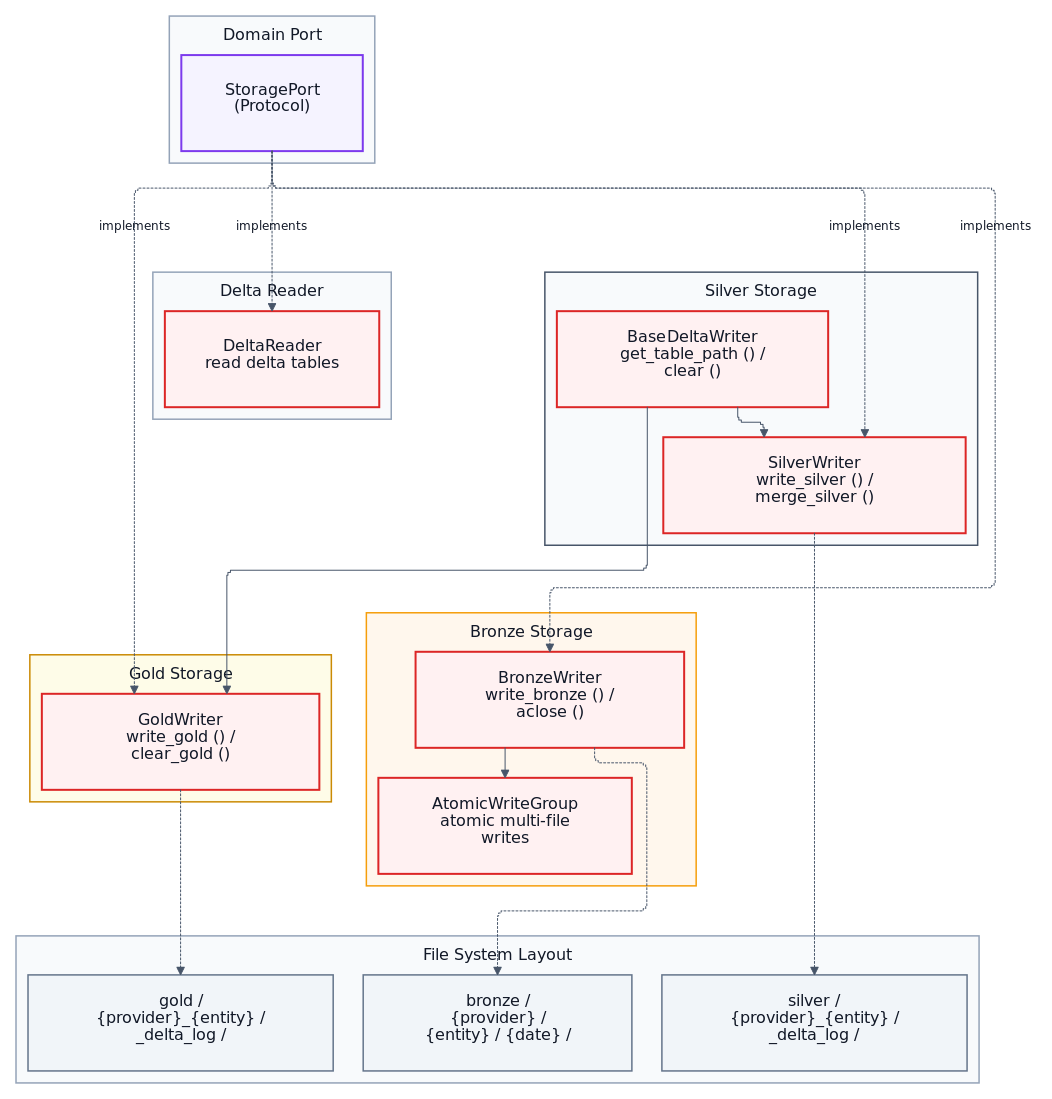 Domain Port
StoragePort
(Protocol)
implements
implements
implements
implements
Delta Reader
DeltaReader
read delta tables
Silver Storage
BaseDeltaWriter
get_table_path () /
clear ()
SilverWriter
write_silver () /
merge_silver ()
Bronze Storage
BronzeWriter
write_bronze () /
aclose ()
AtomicWriteGroup
atomic multi-file
writes
Gold Storage
GoldWriter
write_gold () /
clear_gold ()
File System Layout
gold /
{provider}_{entity} /
_delta_log /
bronze /
{provider} /
{entity} / {date} /
silver /
{provider}_{entity} /
_delta_log /